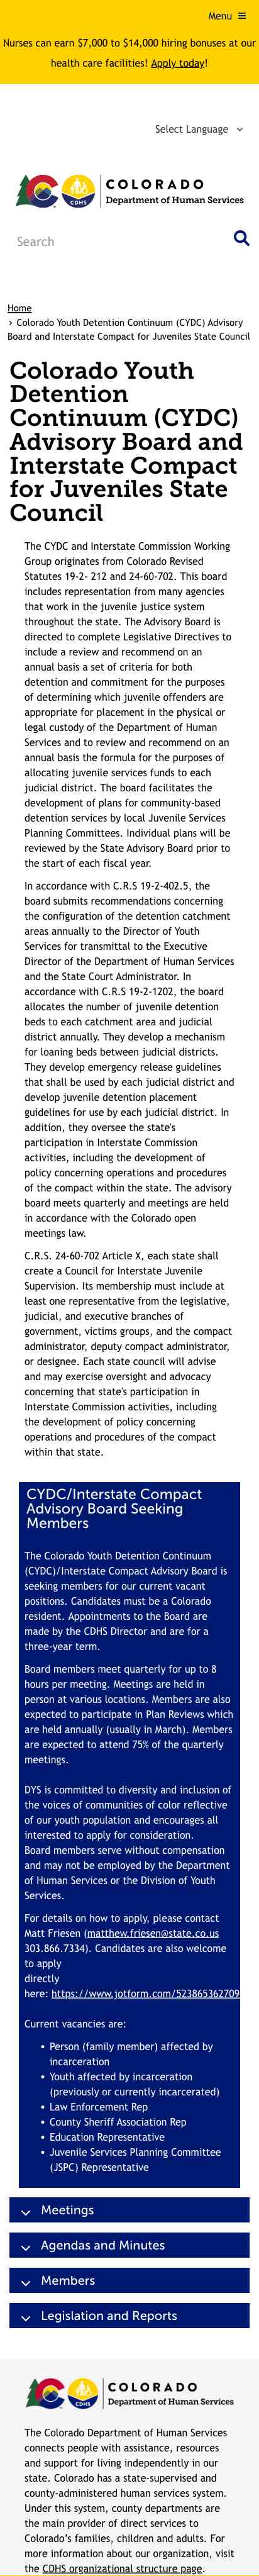 Menu ≡
Workers can earn $7,000 to $14,000 hiring bonuses at our
health care facilities! Apply today!
Select Language
CDHS
COLORADO
Department of Human Services
Search
Home
› Colorado Youth Detention Continuum (CYDC) Advisory
Board and Interstate Compact for Juveniles State Council
Colorado Youth
Detention
Continuum (CYDC)
Advisory Board and
Interstate Compact
for Juveniles State
Council
The CYDC and Interstate Commission Working
Group originates from Colorado Revised
Statutes 19-2- 212 and 24-60-702. This board
includes representation from many agencies
that work in the juvenile justice system
throughout the state. The Advisory Board is
directed to complete Legislative Directives to
include a review and recommend on an
annual basis a set of criteria for both
detention and commitment for the purposes
of determining which juvenile offenders are
appropriate for placement in the physical or
legal custody of the Department of Human
Services and to review and recommend on an
annual basis the formula for the purposes of
allocating juvenile services funds to each
judicial district. The board facilitates the
development of plans for community-based
detention services by local Juvenile Services
Planning Committees. Individual plans will be
reviewed by the State Advisory Board prior to
the start of each fiscal year.
In accordance with C.R.S 19-2-402.5, the
board submits recommendations concerning
the configuration of the detention catchment
areas annually to the Director of Youth
Services for transmittal to the Executive
Director of the Department of Human Services
and the State Court Administrator. In
accordance with C.R.S 19-2-1202, the board
allocates the number of juvenile detention
beds to each catchment area and judicial
district annually. They develop a mechanism
for loaning beds between judicial districts.
They develop emergency release guidelines
that shall be used by each judicial district and
develop juvenile detention placement
guidelines for use by each judicial district. In
addition, they oversee the state's
participation in Interstate Commission
activities, including the development of
policy concerning operations and procedures
of the compact within the state. The advisory
board meets quarterly and meetings are held
in accordance with the Colorado open
meetings law.
C.R.S. 24-60-702 Article X, each state shall
create a Council for Interstate Juvenile
Supervision. Its membership must include at
least one representative from the legislative,
judicial, and executive branches of
government, victims groups, and the compact
administrator, deputy compact administrator,
or designee. Each state council will advise
and may exercise oversight and advocacy
concerning that state's participation in
Interstate Commission activities, including
the development of policy concerning
operations and procedures of the compact
within that state.
CYDC/Interstate Compact
Advisory Board Seeking
Members
The Colorado Youth Detention Continuum
(CYDC)/Interstate Compact Advisory Board is
seeking members for our current vacant
positions. Candidates must be a Colorado
resident. Appointments to the Board are
made by the CDHS Director and are for a
three-year term.
Board members meet quarterly for up to 8
hours per meeting. Meetings are held in
person at various locations. Members are also
expected to participate in Plan Reviews which
are held annually (usually in March). Members
are expected to attend 75% of the quarterly
meetings.
DYS is committed to diversity and inclusion of
the voices of communities of color reflective
of our youth population and encourages all
interested to apply for consideration.
Board members serve without compensation
and may not be employed by the Department
of Human Services or the Division of Youth
Services.
For details on how to apply, please contact
Matt Friesen (matthew.friesen@state.co.us
303.866.7334). Candidates are also welcome
to apply
directly
here: https://www.jotform.com/523865362709
Current vacancies are:
• Person (family member) affected by
incarceration
• Youth affected by incarceration
(previously or currently incarcerated)
• Law Enforcement Rep
• County Sheriff Association Rep
• Education Representative
• Juvenile Services Planning Committee
(JSPC) Representative
Meetings
Agendas and Minutes
Members
Legislation and Reports
CDHS
COLORADO
Department of Human Services
The Colorado Department of Human Services
connects people with assistance, resources
and support for living independently in our
state. Colorado has a state-supervised and
county-administered human services system.
Under this system, county departments are
the main provider of direct services to
Colorado’s families, children and adults. For
more information about our organization, visit
the CDHS organizational structure page.